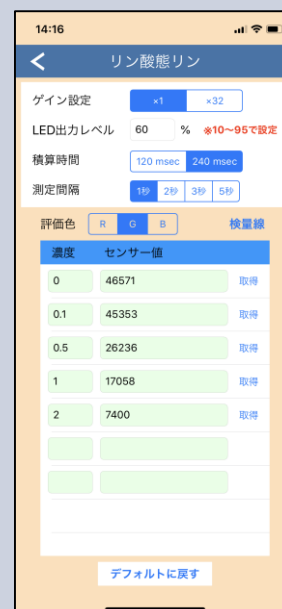 14:16
リン酸態リン
ゲイン設定 ×1 ×32
LED出力レベル 60 % ※10～95で設定
積算時間 120 msec 240 msec
測定間隔 1秒 2秒 3秒 5秒
評価色 R G B 検量線
濃度 センサー値
0 46571 取得
0.1 45353 取得
0.5 26236 取得
1 17058 取得
2 7400 取得
デフォルトに戻す